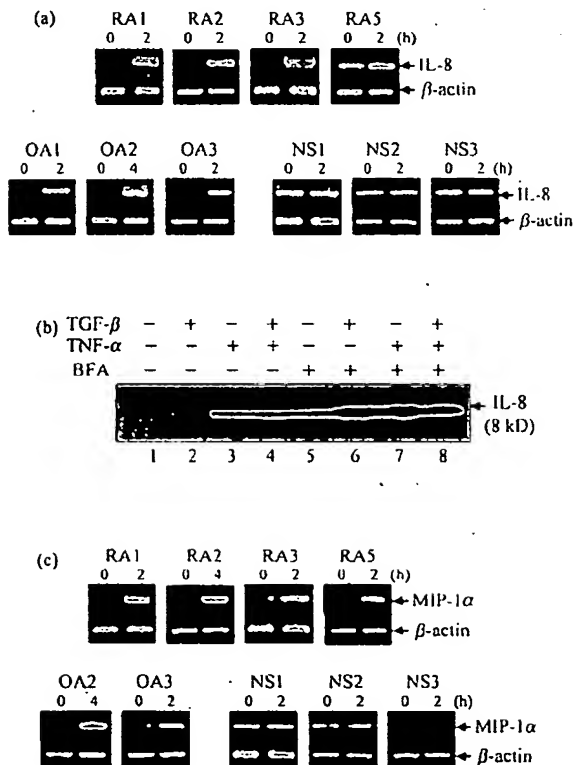 (a) RA1 RA2 RA3 RA5
0 2 0 2 0 2 0 2 (h)
IL-8
β-actin
OA1 OA2 OA3 NS1 NS2 NS3
0 2 0 4 0 2 0 2 0 2 0 2 (h)
IL-8
β-actin
(b) TGF-β − + − + − + − +
TNF-α − − + + − − + +
BFA − − − − + + + +
IL-8
(8 kD)
1 2 3 4 5 6 7 8
(c) RA1 RA2 RA3 RA5
0 2 0 4 0 2 0 2 (h)
MIP-1α
β-actin
OA2 OA3 NS1 NS2 NS3
0 4 0 2 0 2 0 2 0 2 (h)
MIP-1α
β-actin